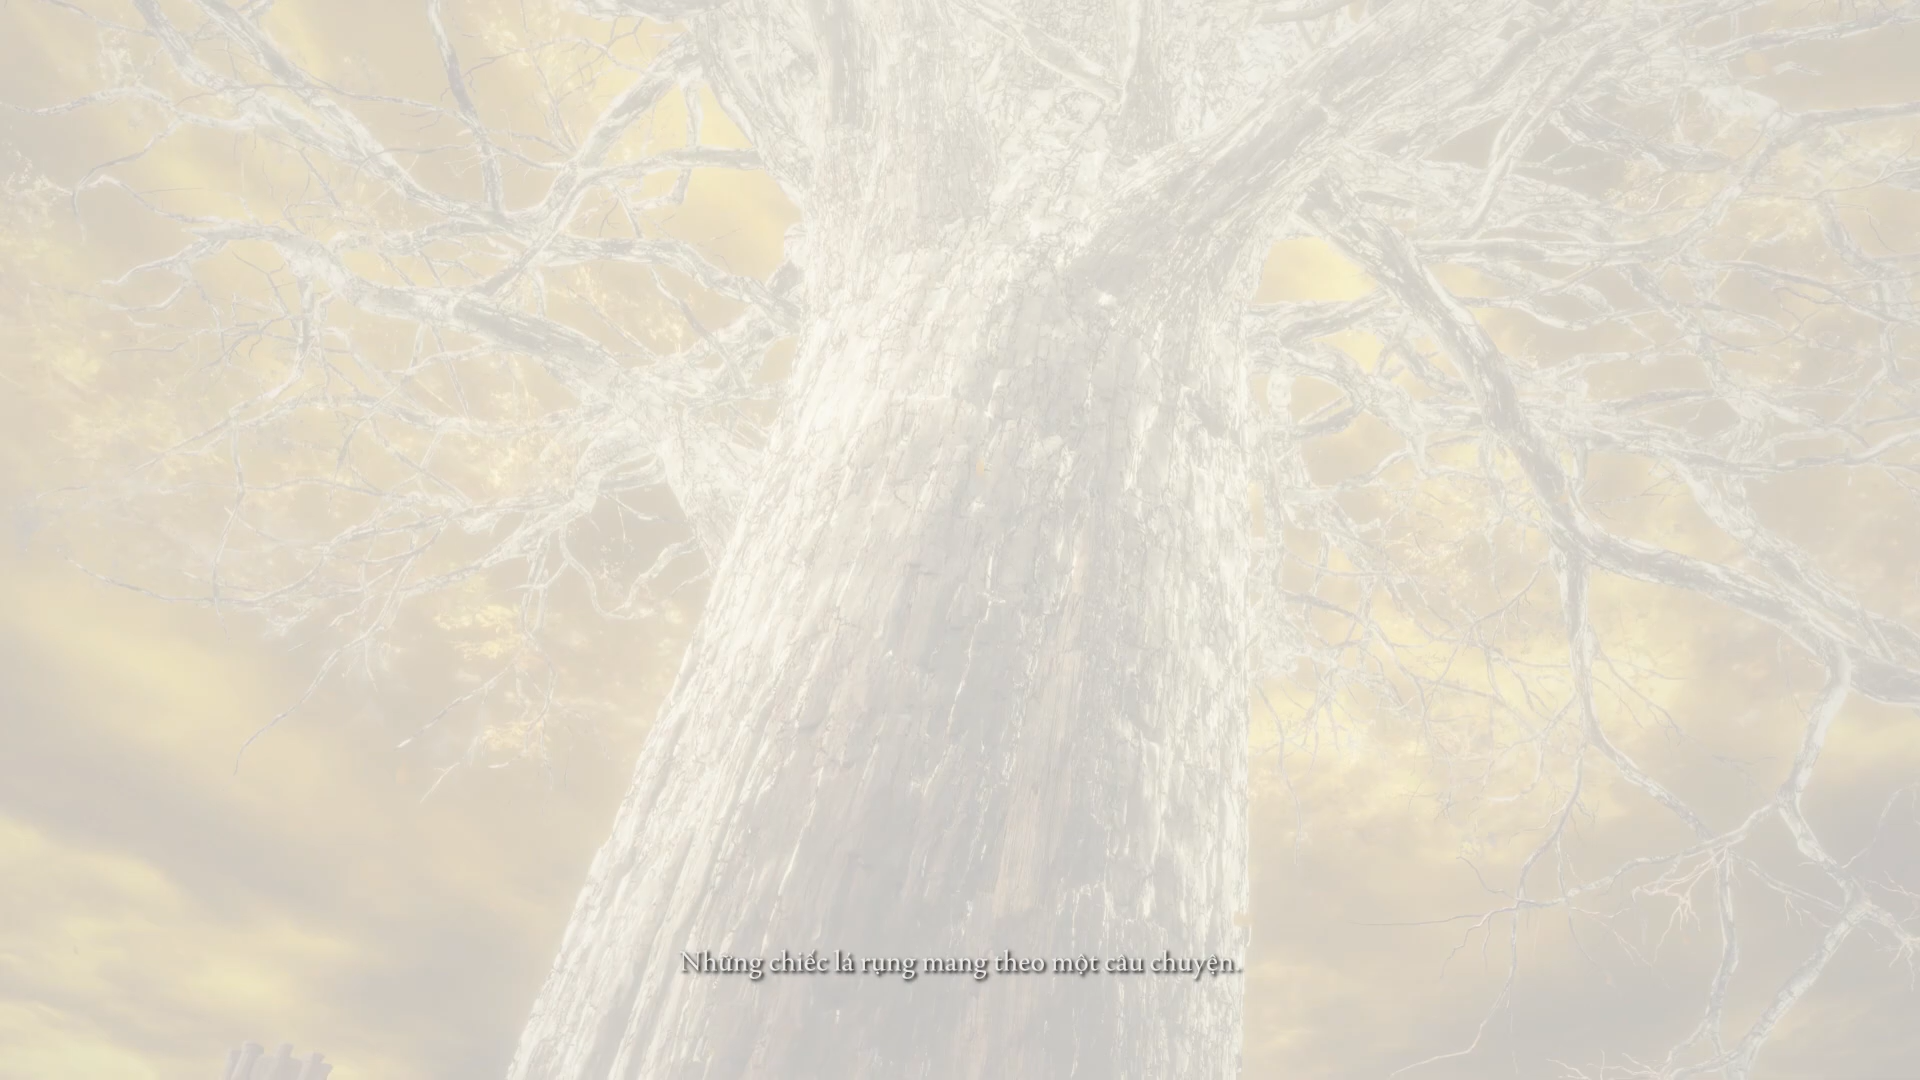 Những chiếc lá rụng mang theo một câu chuyện.